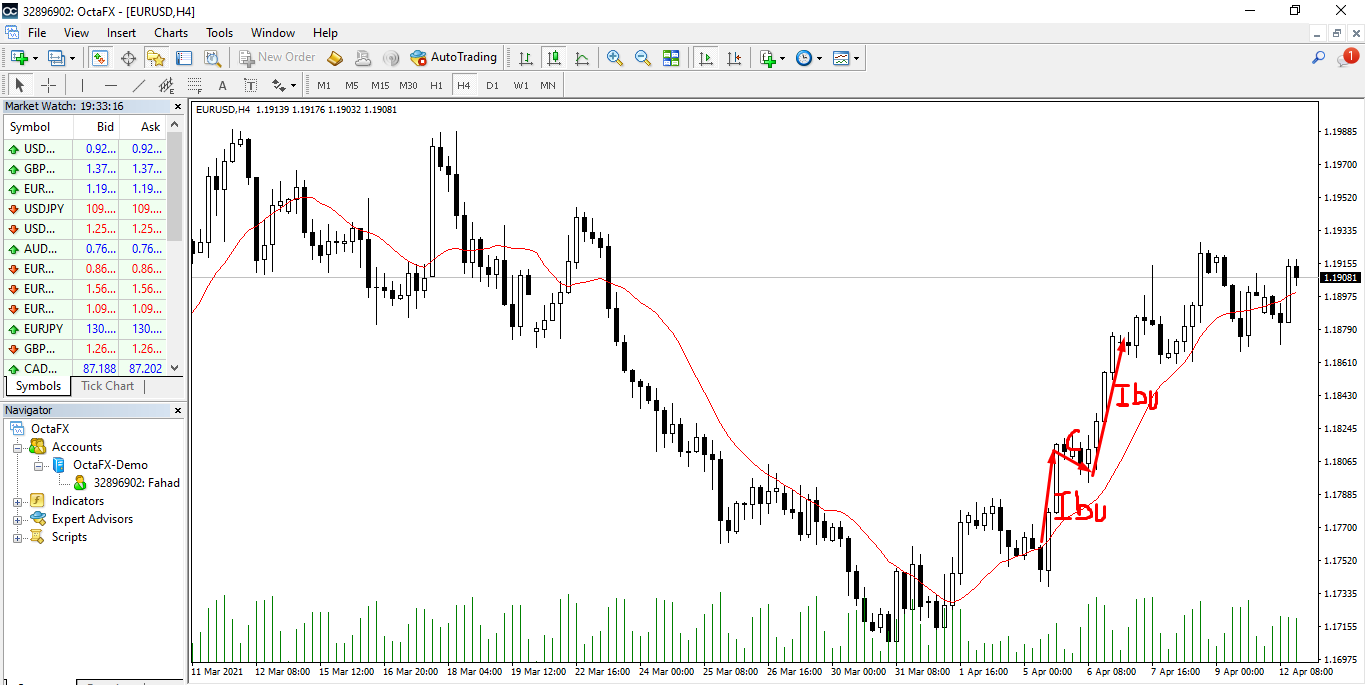 32896902: OctaFX - [EURUSD,H4]
File View Insert Charts Tools Window Help
New Order AutoTrading 1
E F A T M1 M5 M15 M30 H1 H4 D1 W1 MN
Market Watch: 19:33:16
Symbol Bid Ask
USD... 0.92... 0.92...
GBP... 1.37... 1.37...
EUR... 1.19... 1.19...
USDJPY 109.... 109....
USD... 1.25... 1.25...
AUD... 0.76... 0.76...
EUR... 0.86... 0.86...
EUR... 1.56... 1.56...
EUR... 1.09... 1.09...
EURJPY 130.... 130....
GBP... 1.26... 1.26...
CAD... 87.188 87.202
Symbols Tick Chart
Navigator
OctaFX
Accounts
OctaFX-Demo
32896902: Fahad
Indicators
Expert Advisors
Scripts
EURUSD,H4 1.19139 1.19176 1.19032 1.19081
1.19885
1.19700
1.19520
1.19335
1.19155
1.19081
1.18975
1.18790
1.18610
1.18430
1.18245
1.18065
1.17885
1.17700
1.17520
1.17335
1.17155
1.16975
Ibu
C
Ibu
11 Mar 2021 12 Mar 08:00 15 Mar 12:00 16 Mar 20:00 18 Mar 04:00 19 Mar 12:00 22 Mar 16:00 24 Mar 00:00 25 Mar 08:00 26 Mar 16:00 30 Mar 00:00 31 Mar 08:00 1 Apr 16:00 5 Apr 00:00 6 Apr 08:00 7 Apr 16:00 9 Apr 00:00 12 Apr 08:00